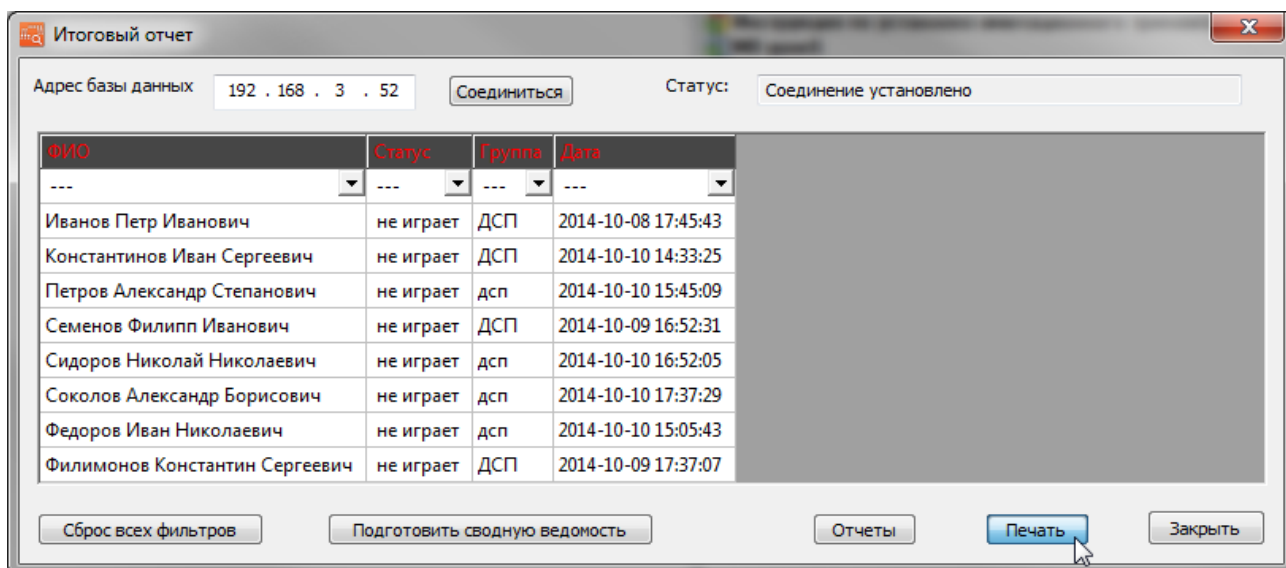 Итоговый отчет
Адрес базы данных 192 . 168 . 3 . 52 Соединиться Статус: Соединение установлено
ФИО Статус Группа Дата
--- --- --- ---
Иванов Петр Иванович не играет ДСП 2014-10-08 17:45:43
Константинов Иван Сергеевич не играет ДСП 2014-10-10 14:33:25
Петров Александр Степанович не играет дсп 2014-10-10 15:45:09
Семенов Филипп Иванович не играет ДСП 2014-10-09 16:52:31
Сидоров Николай Николаевич не играет дсп 2014-10-10 16:52:05
Соколов Александр Борисович не играет дсп 2014-10-10 17:37:29
Федоров Иван Николаевич не играет дсп 2014-10-10 15:05:43
Филимонов Константин Сергеевич не играет ДСП 2014-10-09 17:37:07
Сброс всех фильтров Подготовить сводную ведомость Отчеты Печать Закрыть